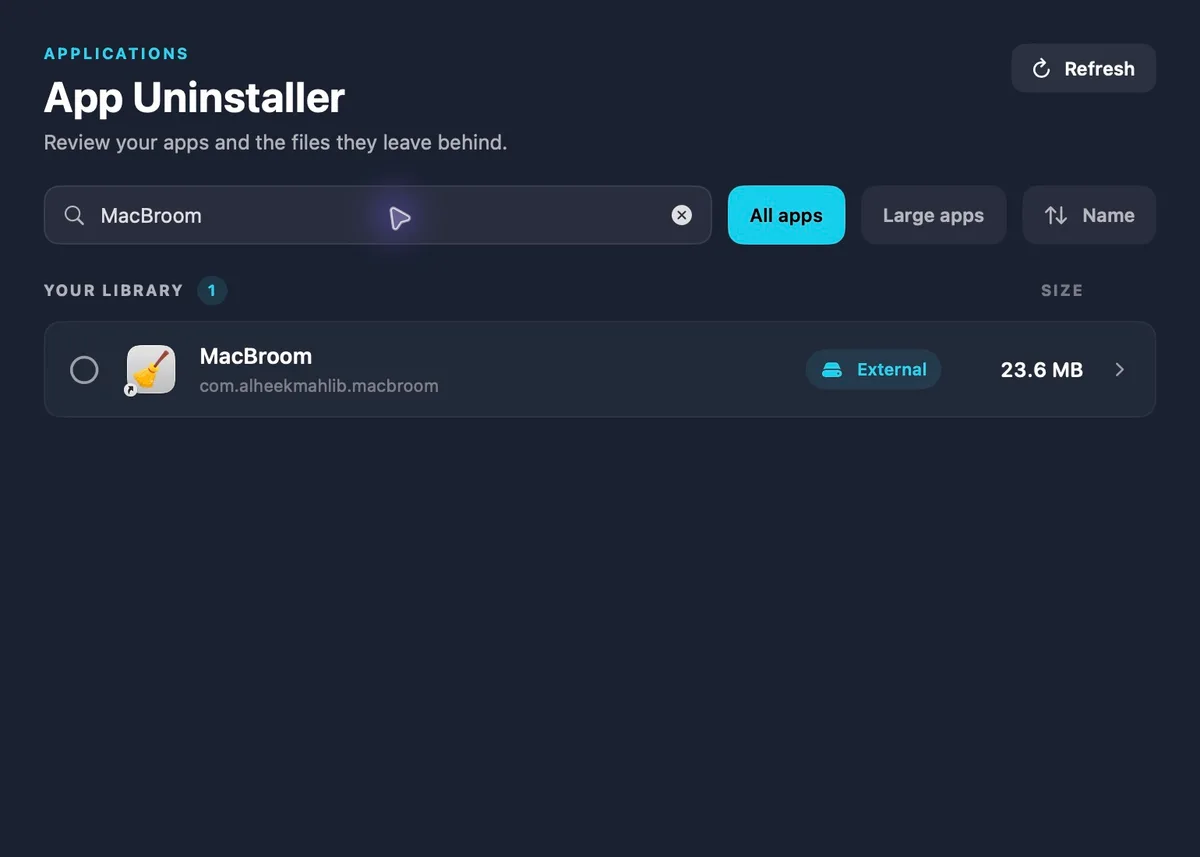 APPLICATIONS
App Uninstaller
Review your apps and the files they leave behind.
Refresh
MacBroom
All apps
Large apps
Name
YOUR LIBRARY 1
SIZE
MacBroom
com.alheekmahlib.macbroom
External
23.6 MB